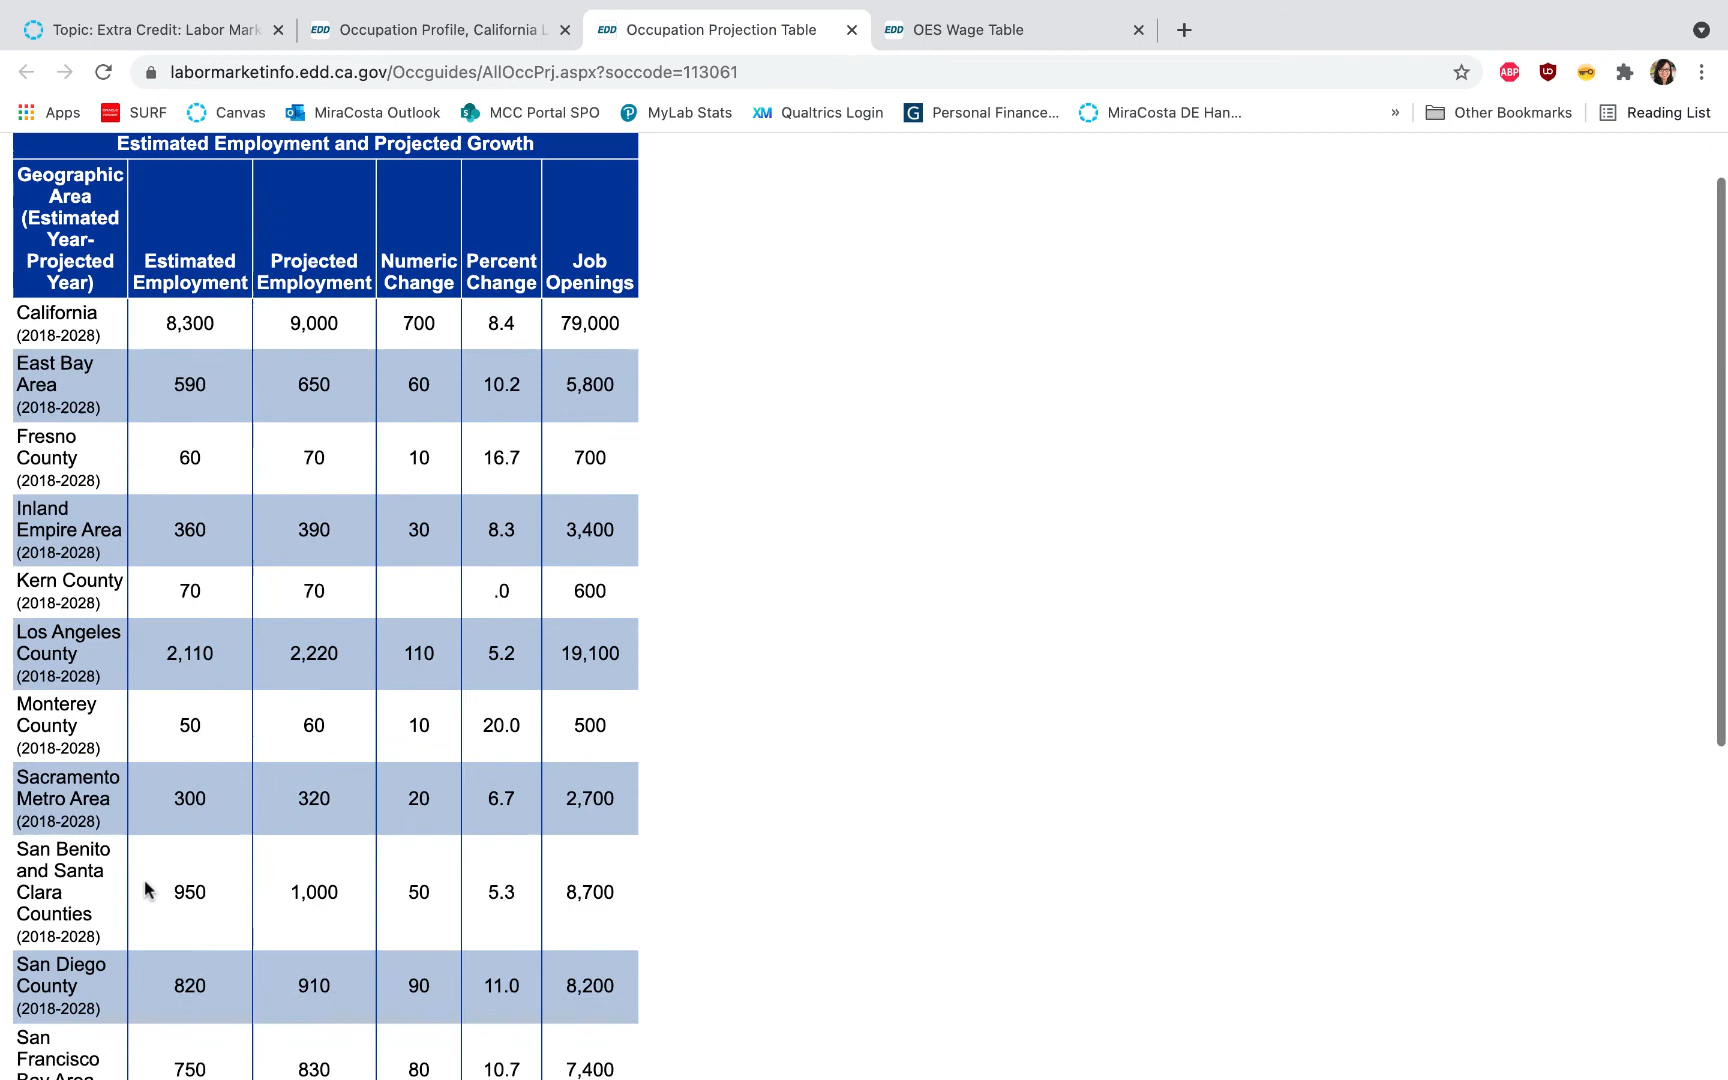 Topic: Extra Credit: Labor Mark
EDD Occupation Profile, California L
EDD Occupation Projection Table
EDD OES Wage Table
labormarketinfo.edd.ca.gov/Occguides/AllOccPrj.aspx?soccode=113061
ABP
Apps SURF Canvas MiraCosta Outlook MCC Portal SPO MyLab Stats XM Qualtrics Login G Personal Finance... MiraCosta DE Han... » Other Bookmarks Reading List
Estimated Employment and Projected Growth
Geographic
Area
(Estimated
Year-
Projected Estimated Projected Numeric Percent Job
Year) Employment Employment Change Change Openings
California
(2018-2028) 8,300 9,000 700 8.4 79,000
East Bay
Area 590 650 60 10.2 5,800
(2018-2028)
Fresno
County 60 70 10 16.7 700
(2018-2028)
Inland
Empire Area 360 390 30 8.3 3,400
(2018-2028)
Kern County
(2018-2028) 70 70 .0 600
Los Angeles
County 2,110 2,220 110 5.2 19,100
(2018-2028)
Monterey
County 50 60 10 20.0 500
(2018-2028)
Sacramento
Metro Area 300 320 20 6.7 2,700
(2018-2028)
San Benito
and Santa
Clara 950 1,000 50 5.3 8,700
Counties
(2018-2028)
San Diego
County 820 910 90 11.0 8,200
(2018-2028)
San
Francisco
Bay Area 750 830 80 10.7 7,400